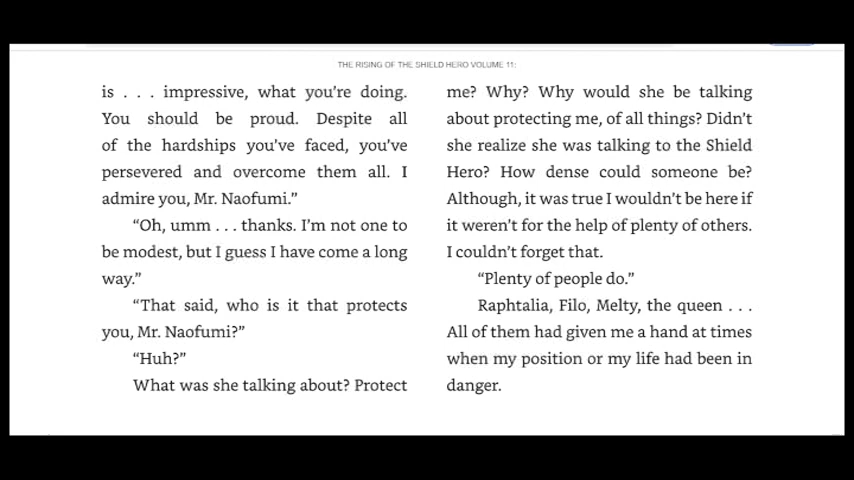 THE RISING OF THE SHIELD HERO VOLUME 11:
is . . . impressive, what you’re doing.
You should be proud. Despite all
of the hardships you’ve faced, you’ve
persevered and overcome them all. I
admire you, Mr. Naofumi.”
“Oh, umm . . . thanks. I’m not one to
be modest, but I guess I have come a long
way.”
“That said, who is it that protects
you, Mr. Naofumi?”
“Huh?”
What was she talking about? Protect
me? Why? Why would she be talking
about protecting me, of all things? Didn’t
she realize she was talking to the Shield
Hero? How dense could someone be?
Although, it was true I wouldn’t be here if
it weren’t for the help of plenty of others.
I couldn’t forget that.
“Plenty of people do.”
Raphtalia, Filo, Melty, the queen . . .
All of them had given me a hand at times
when my position or my life had been in
danger.